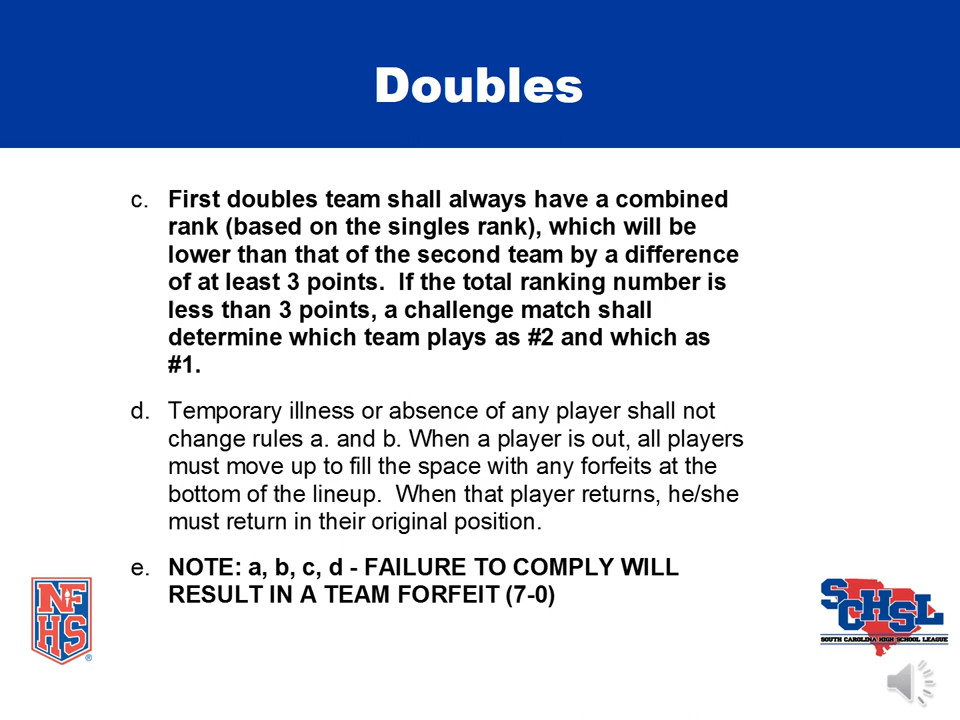 Doubles
c. First doubles team shall always have a combined
rank (based on the singles rank), which will be
lower than that of the second team by a difference
of at least 3 points.  If the total ranking number is
less than 3 points, a challenge match shall
determine which team plays as #2 and which as
#1.
d. Temporary illness or absence of any player shall not
change rules a. and b. When a player is out, all players
must move up to fill the space with any forfeits at the
bottom of the lineup.  When that player returns, he/she
must return in their original position.
e. NOTE: a, b, c, d - FAILURE TO COMPLY WILL
RESULT IN A TEAM FORFEIT (7-0)
NF
HS
®
SCHSL
SOUTH CAROLINA HIGH SCHOOL LEAGUE